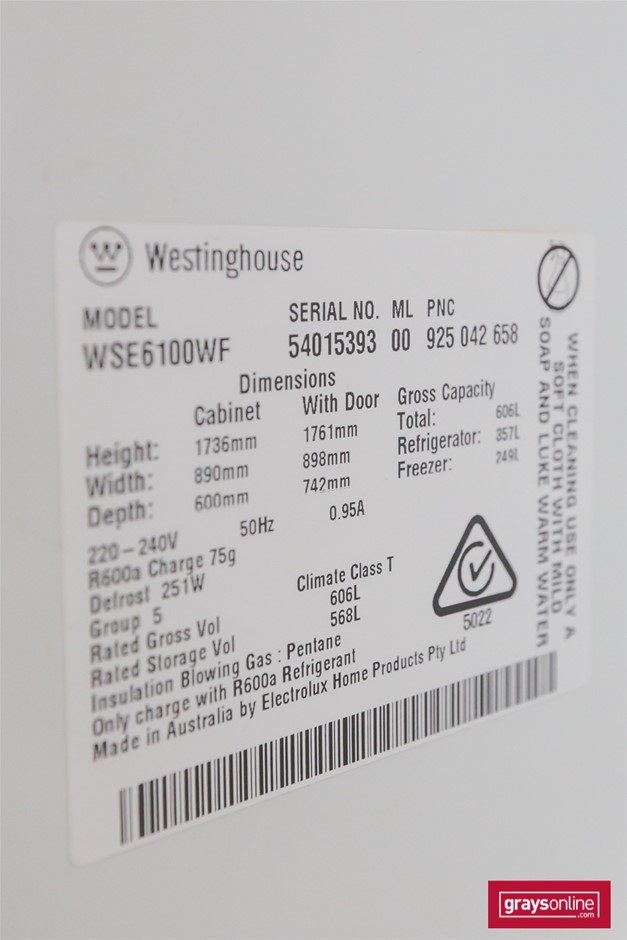 Westinghouse
MODEL SERIAL NO. ML PNC
WSE6100WF 54015393 00 925 042 658
Dimensions
Cabinet With Door Gross Capacity
Height: 1736mm 1761mm Total: 606L
Width: 890mm 898mm Refrigerator: 357L
Depth: 600mm 742mm Freezer: 249L
220-240V 50Hz 0.95A
R600a Charge 75g
Defrost 251W
Group 5 Climate Class T
Rated Gross Vol 606L
Rated Storage Vol 568L
Insulation Blowing Gas : Pentane
Only charge with R600a Refrigerant
Made in Australia by Electrolux Home Products Pty Ltd
5022
WHEN CLEANING USE ONLY A
SOFT CLOTH WITH MILD
SOAP AND LUKE WARM WATER
graysonline
.com